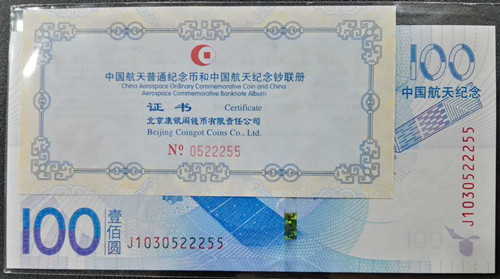 中国航天普通纪念币和中国航天纪念钞联册
China Aerospace Ordinary Commemorative Coin and China
Aerospace Commemorative Banknote Album
证书 Certificate
北京康银阁钱币有限责任公司
Beijing Coingot Coins Co., Ltd.
№ 0522255
100
中国航天纪念
J1030522255
100 壹佰圆 J1030522255